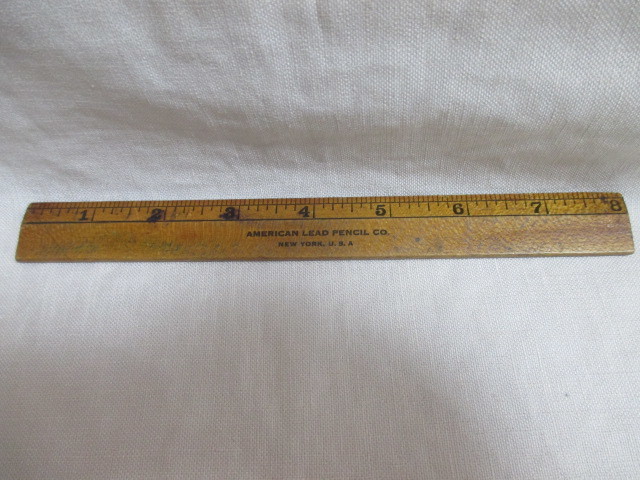 1 2 3 4 5 6 7 8
AMERICAN LEAD PENCIL CO.
NEW YORK, U. S. A